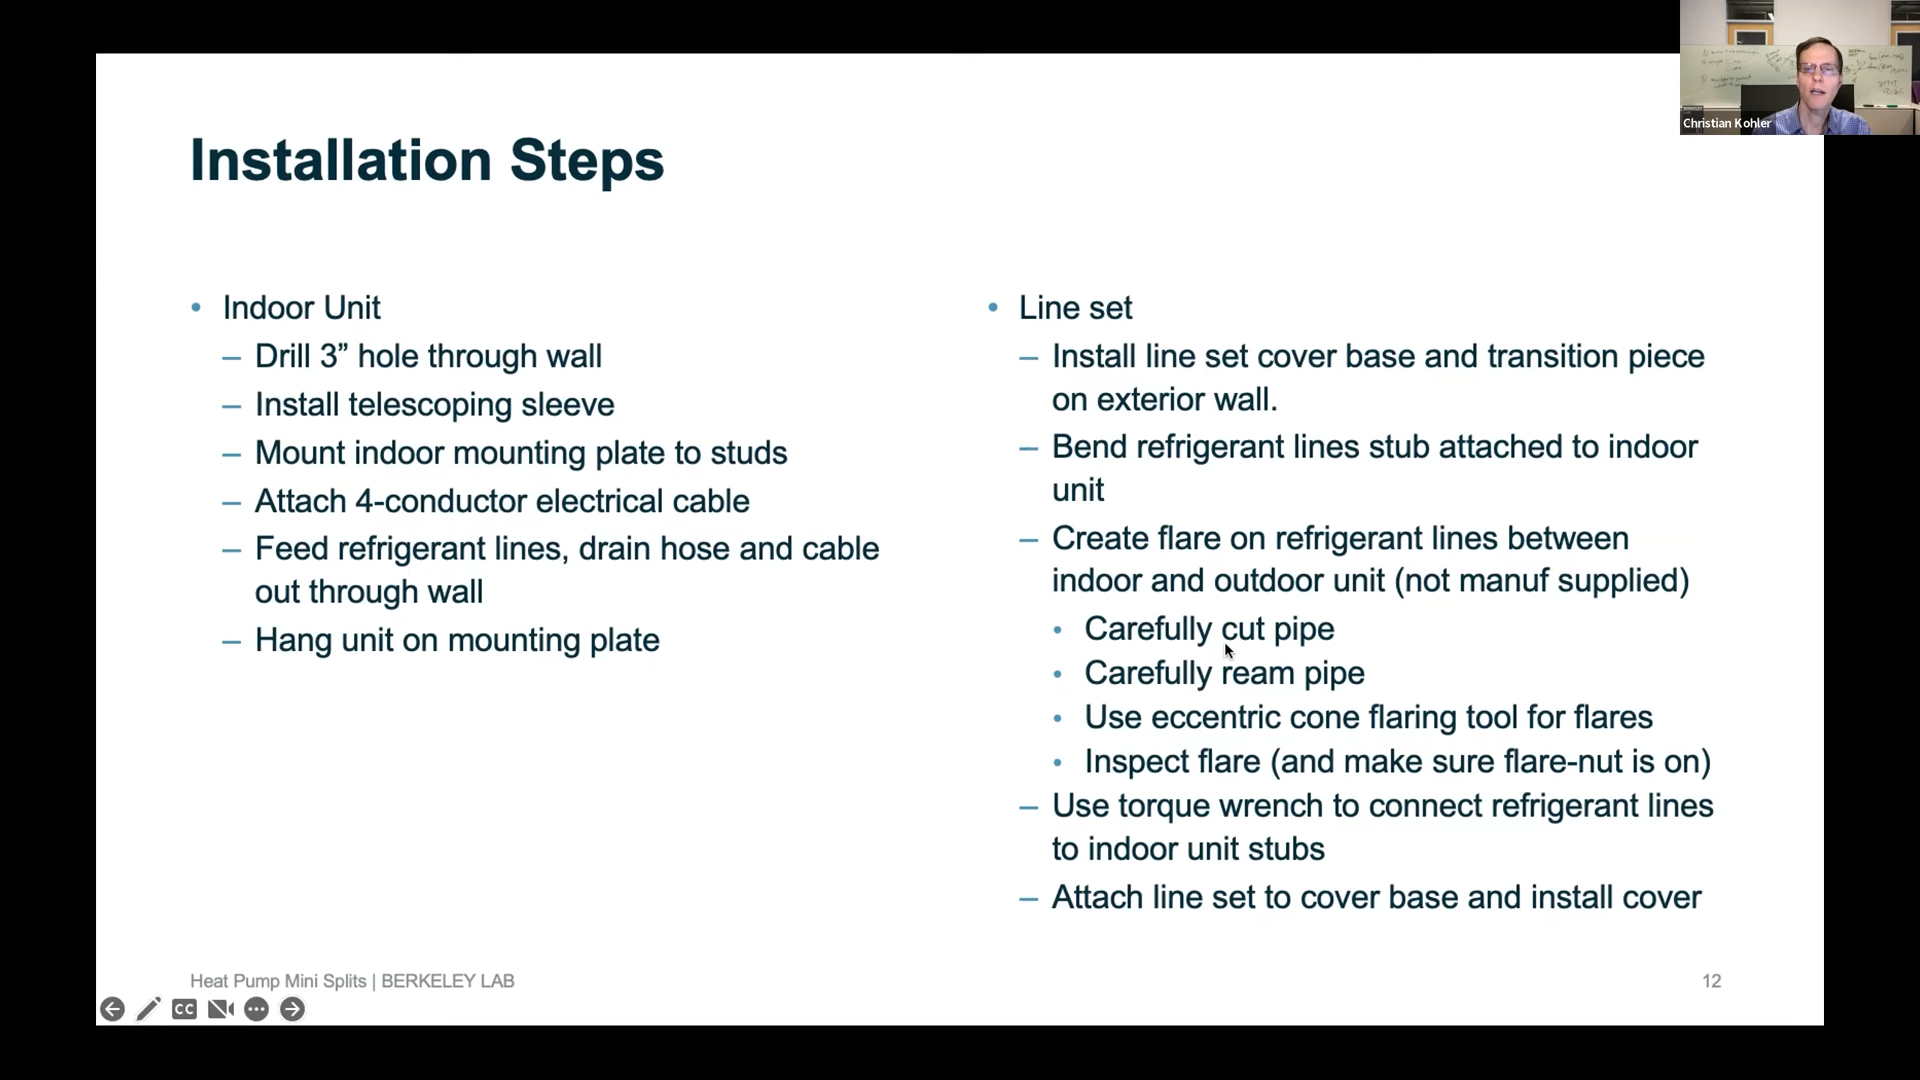 Installation Steps
• Indoor Unit
– Drill 3” hole through wall
– Install telescoping sleeve
– Mount indoor mounting plate to studs
– Attach 4-conductor electrical cable
– Feed refrigerant lines, drain hose and cable
out through wall
– Hang unit on mounting plate
• Line set
– Install line set cover base and transition piece
on exterior wall.
– Bend refrigerant lines stub attached to indoor
unit
– Create flare on refrigerant lines between
indoor and outdoor unit (not manuf supplied)
• Carefully cut pipe
• Carefully ream pipe
• Use eccentric cone flaring tool for flares
• Inspect flare (and make sure flare-nut is on)
– Use torque wrench to connect refrigerant lines
to indoor unit stubs
– Attach line set to cover base and install cover
Heat Pump Mini Splits | BERKELEY LAB
12
CC
Christian Kohler